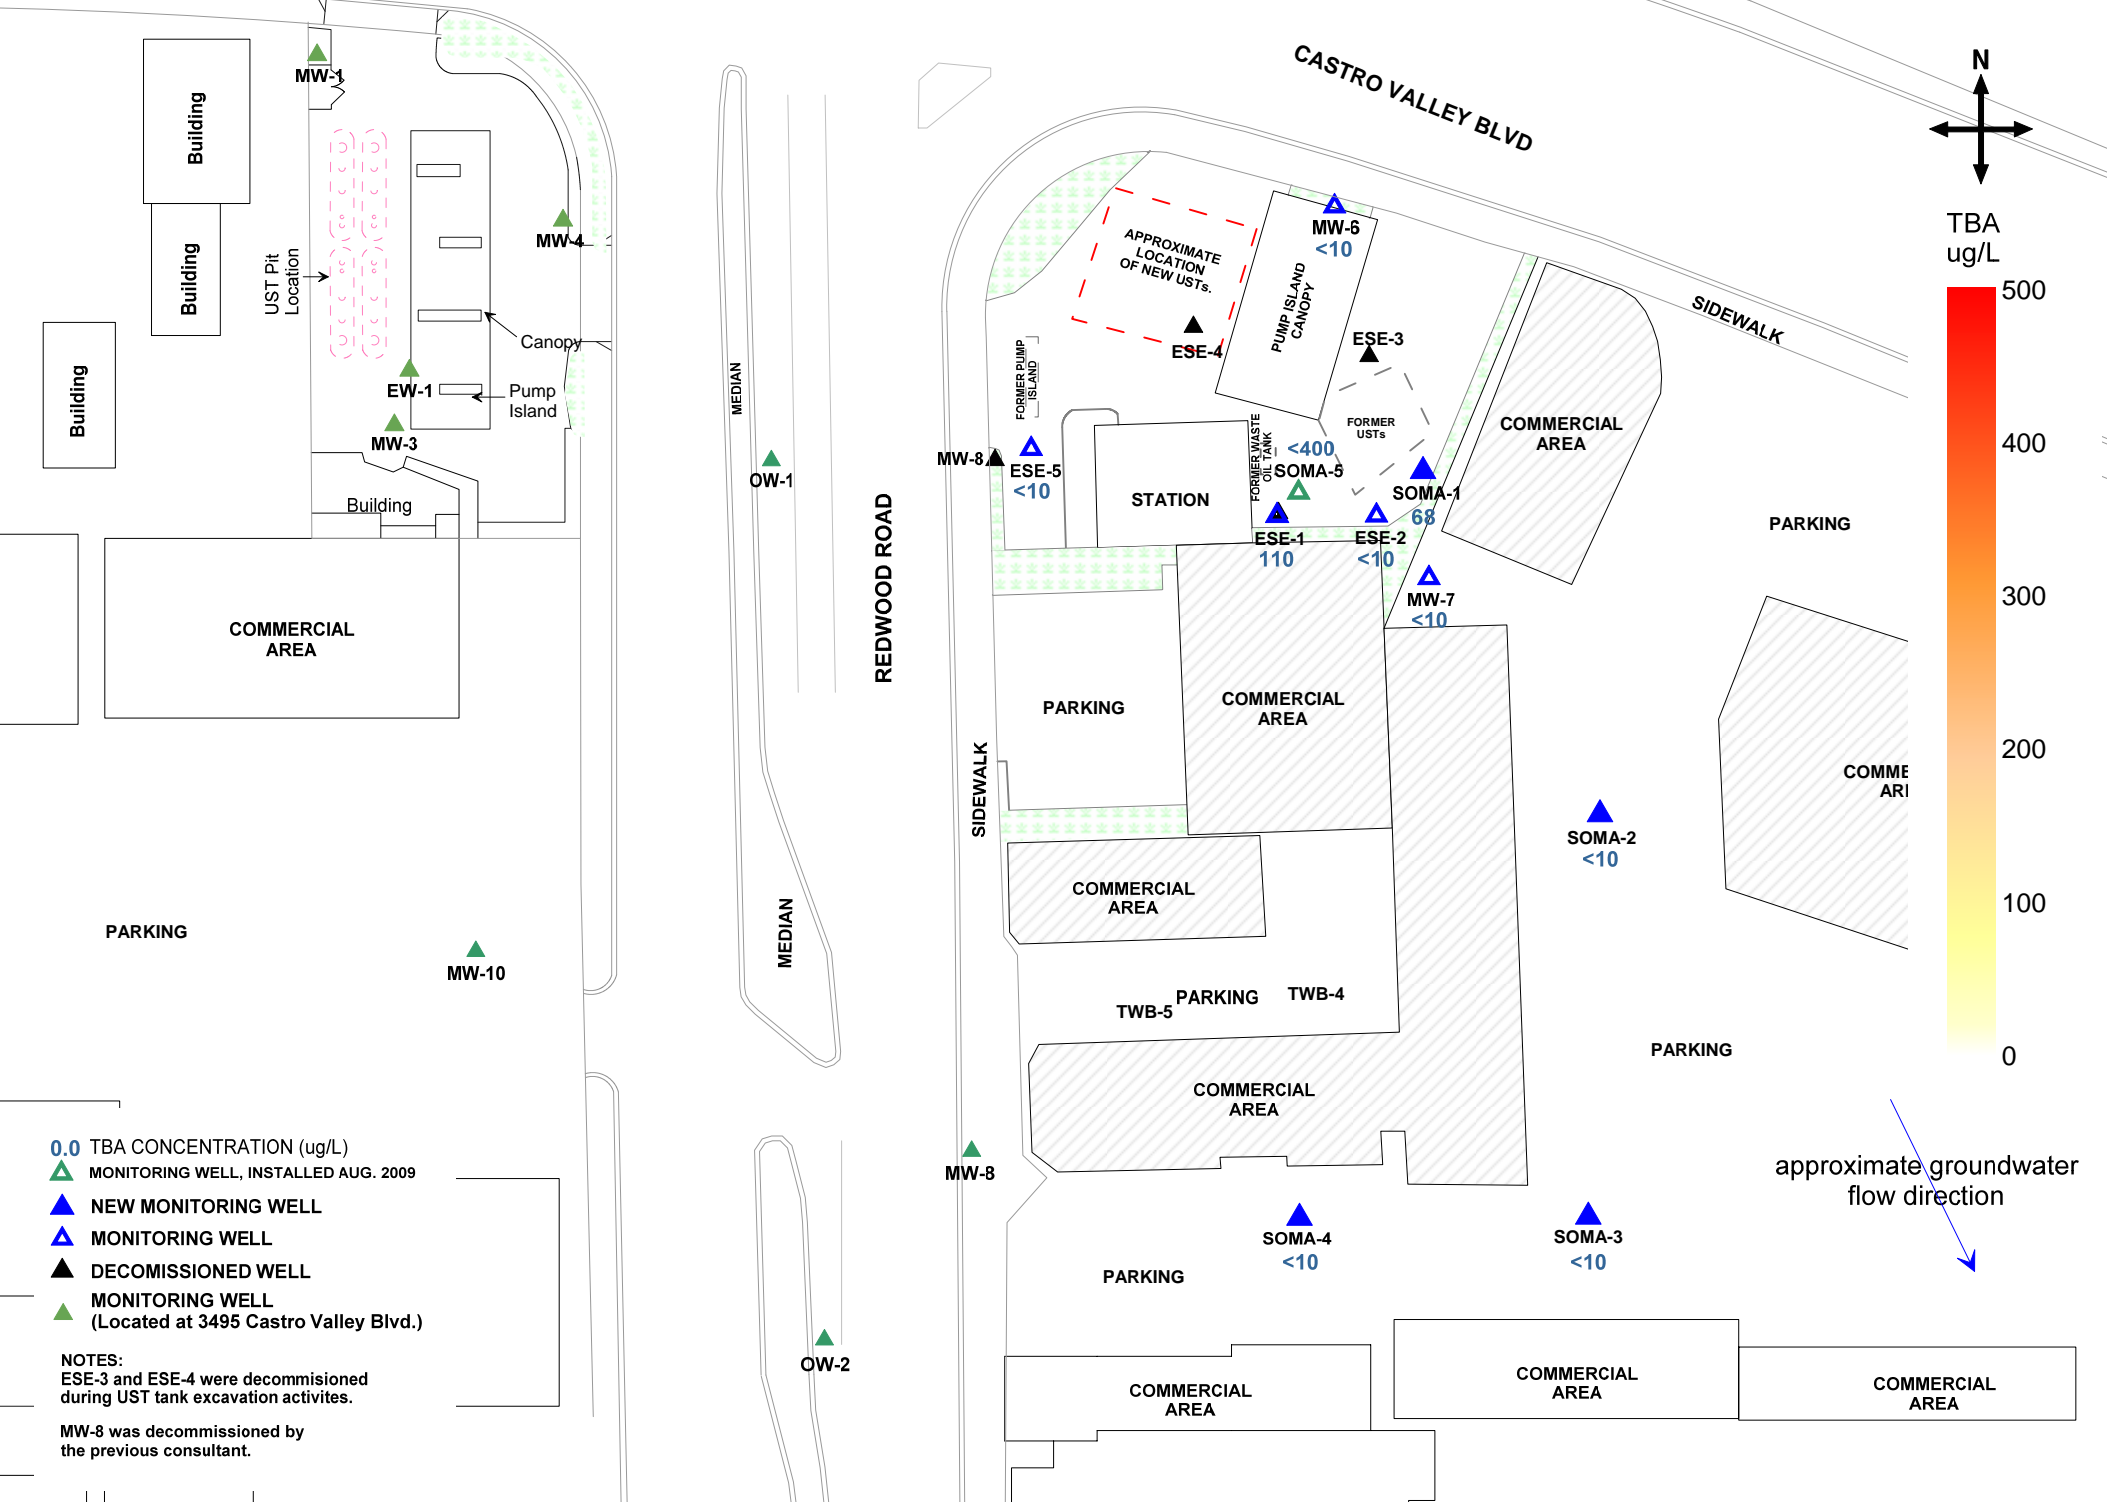 CASTRO VALLEY BLVD
N
TBA
ug/L
500
400
300
200
100
0
MW-1
Building
Building
Building
UST Pit
Location
MW-4
Canopy
Pump
Island
EW-1
MW-3
Building
COMMERCIAL
AREA
PARKING
MW-10
MEDIAN
OW-1
MEDIAN
REDWOOD ROAD
SIDEWALK
APPROXIMATE
LOCATION
OF NEW USTs.
ESE-4
PUMP ISLAND
CANOPY
MW-6
<10
ESE-3
SIDEWALK
FORMER PUMP
ISLAND
MW-8
ESE-5
<10
STATION
FORMER WASTE
OIL TANK
FORMER
USTs
<400
SOMA-5
SOMA-1
68
ESE-1
110
ESE-2
<10
MW-7
<10
COMMERCIAL
AREA
PARKING
PARKING
COMMERCIAL
AREA
COMME
ARI
SOMA-2
<10
COMMERCIAL
AREA
TWB-5
PARKING
TWB-4
PARKING
COMMERCIAL
AREA
MW-8
SOMA-4
<10
SOMA-3
<10
PARKING
approximate groundwater
flow direction
OW-2
COMMERCIAL
AREA
COMMERCIAL
AREA
COMMERCIAL
AREA
0.0 TBA CONCENTRATION (ug/L)
MONITORING WELL, INSTALLED AUG. 2009
NEW MONITORING WELL
MONITORING WELL
DECOMISSIONED WELL
MONITORING WELL
(Located at 3495 Castro Valley Blvd.)
NOTES:
ESE-3 and ESE-4 were decommisioned
during UST tank excavation activites.
MW-8 was decommissioned by
the previous consultant.